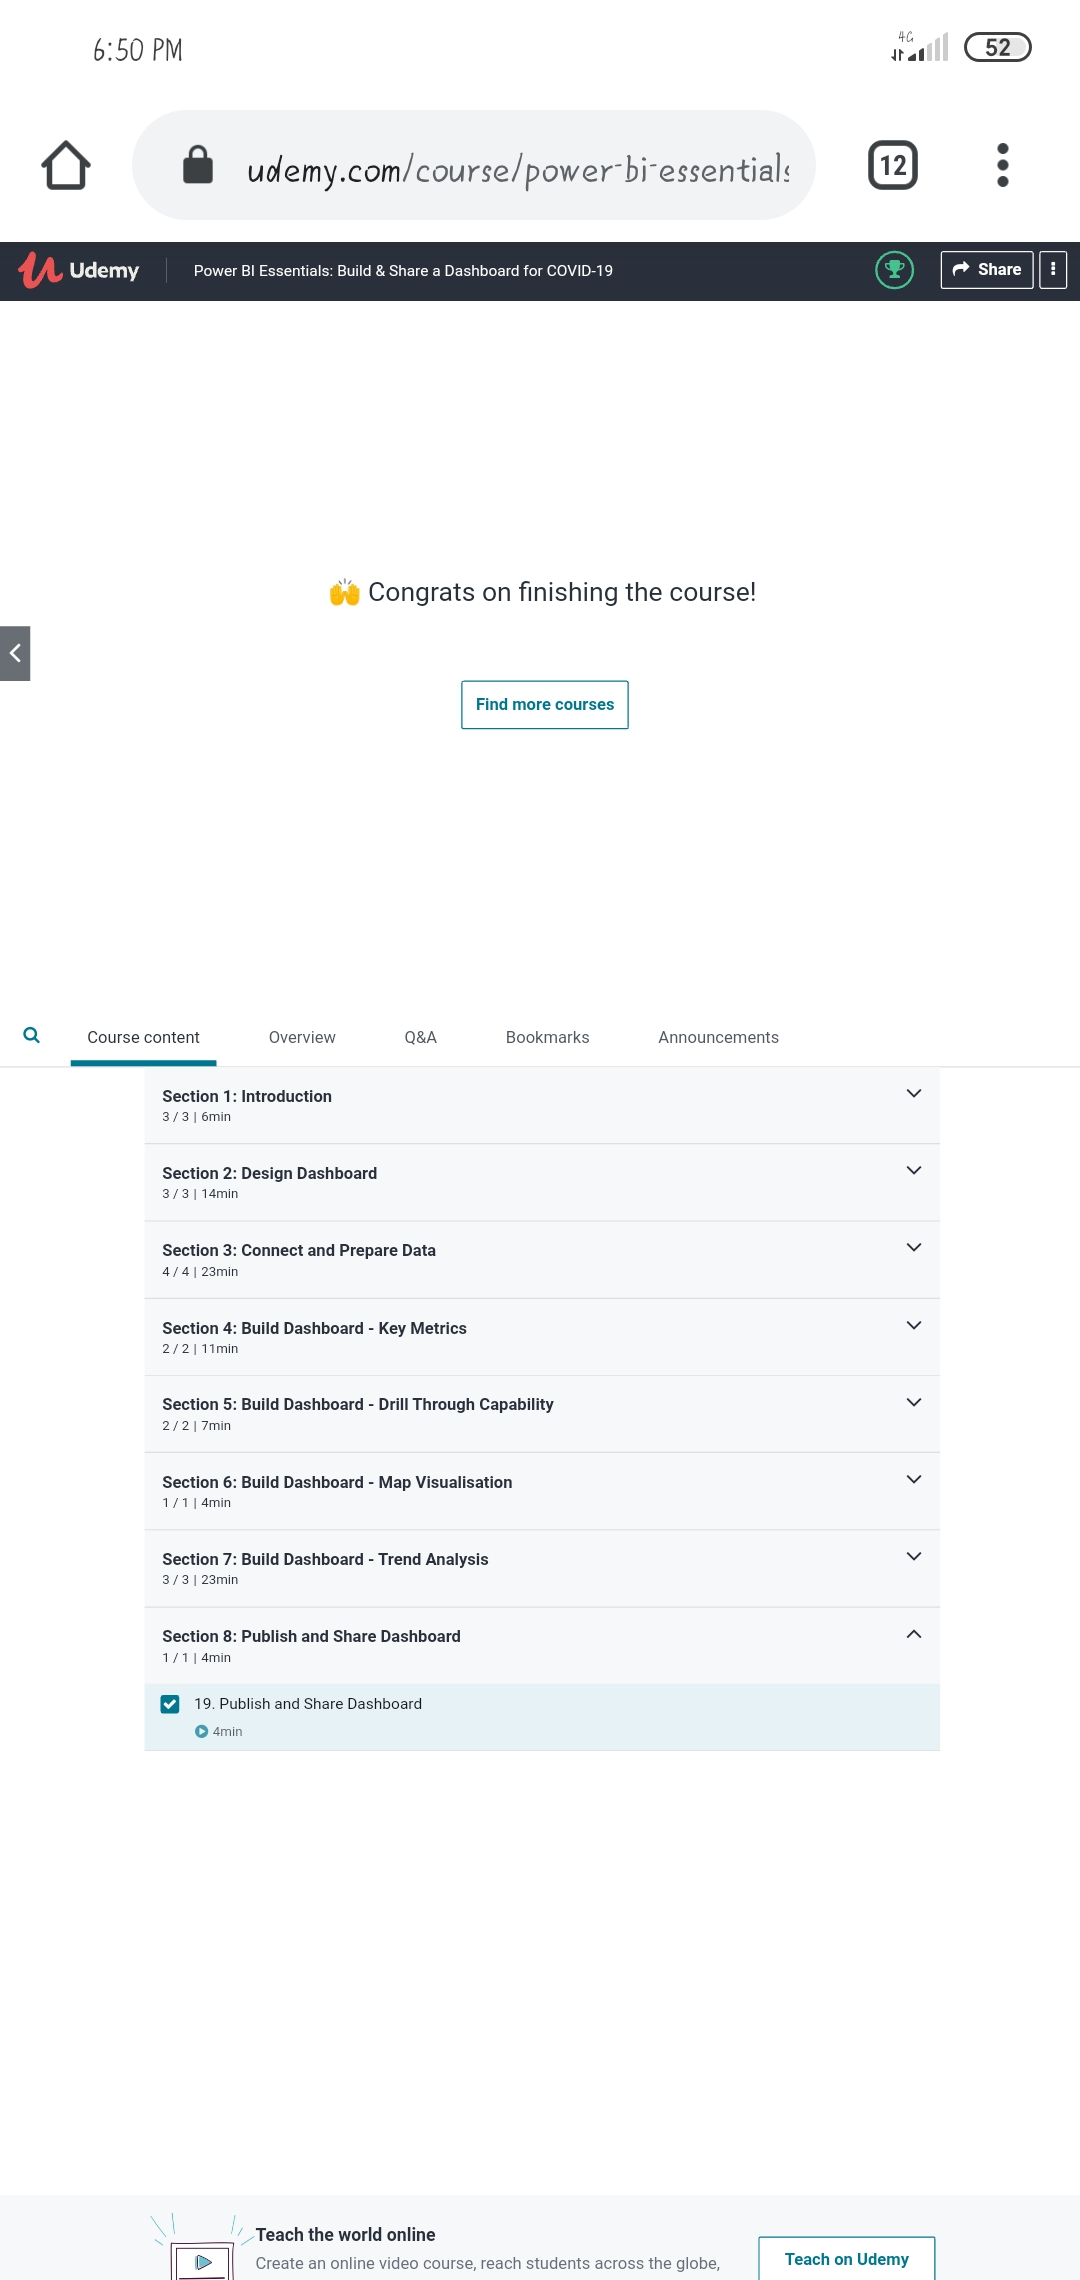 6:50 PM
4G
52
udemy.com/course/power-bi-essentials
12
Udemy
Power BI Essentials: Build & Share a Dashboard for COVID-19
Share
🙌 Congrats on finishing the course!
Find more courses
Course content
Overview
Q&A
Bookmarks
Announcements
Section 1: Introduction
3 / 3 | 6min
Section 2: Design Dashboard
3 / 3 | 14min
Section 3: Connect and Prepare Data
4 / 4 | 23min
Section 4: Build Dashboard - Key Metrics
2 / 2 | 11min
Section 5: Build Dashboard - Drill Through Capability
2 / 2 | 7min
Section 6: Build Dashboard - Map Visualisation
1 / 1 | 4min
Section 7: Build Dashboard - Trend Analysis
3 / 3 | 23min
Section 8: Publish and Share Dashboard
1 / 1 | 4min
19. Publish and Share Dashboard
4min
Teach the world online
Create an online video course, reach students across the globe,
Teach on Udemy